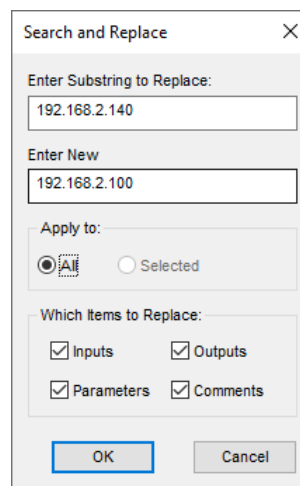 Search and Replace
Enter Substring to Replace:
192.168.2.140
Enter New
192.168.2.100
Apply to:
All Selected
Which Items to Replace:
Inputs Outputs
Parameters Comments
OK Cancel